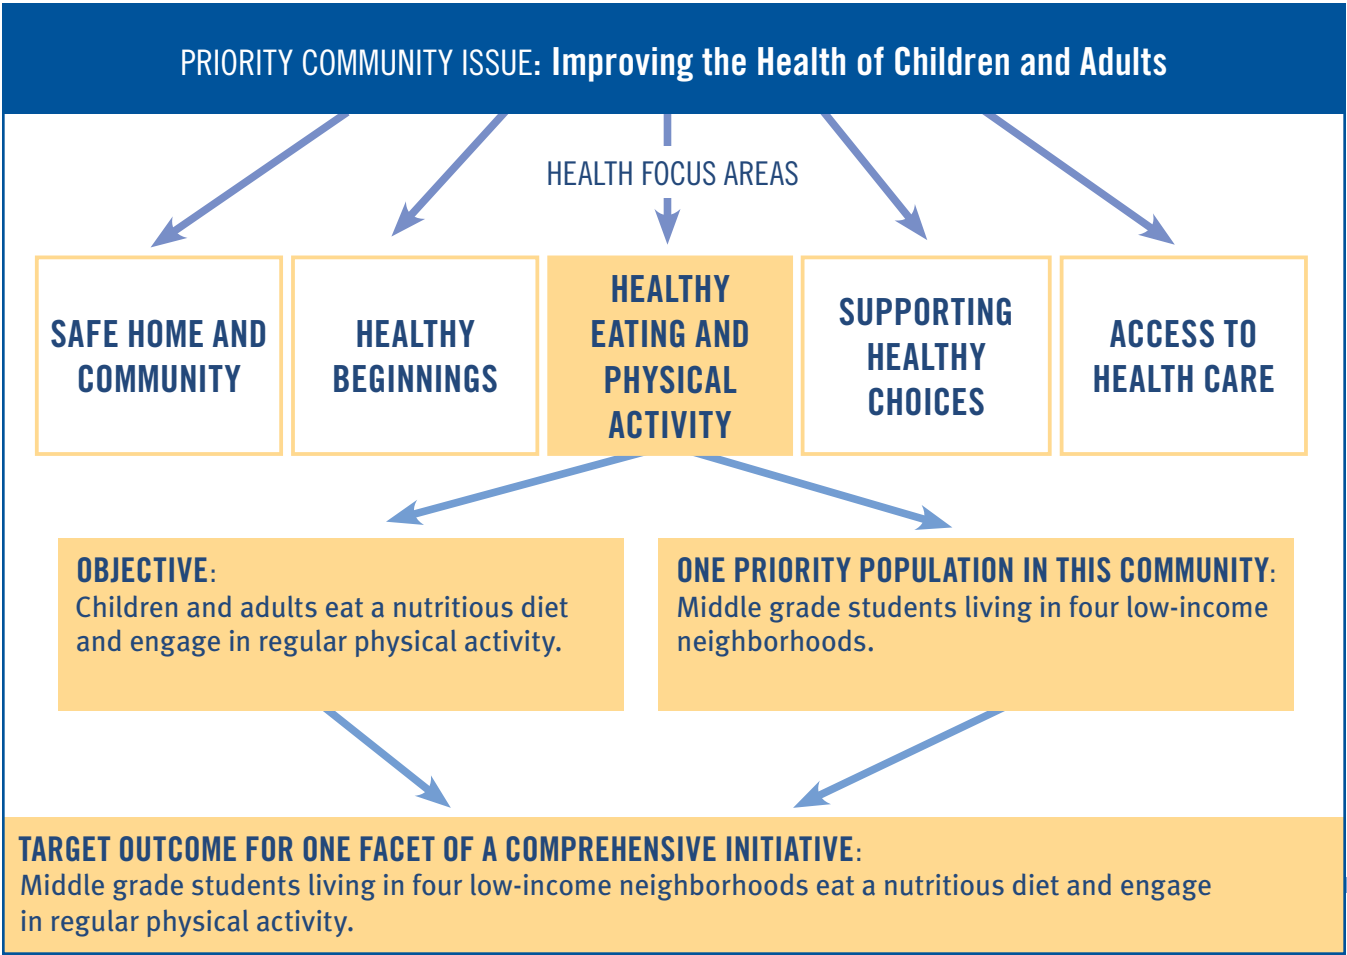 PRIORITY COMMUNITY ISSUE: Improving the Health of Children and Adults
HEALTH FOCUS AREAS
SAFE HOME AND
COMMUNITY
HEALTHY
BEGINNINGS
HEALTHY
EATING AND
PHYSICAL
ACTIVITY
SUPPORTING
HEALTHY
CHOICES
ACCESS TO
HEALTH CARE
OBJECTIVE:
Children and adults eat a nutritious diet
and engage in regular physical activity.
ONE PRIORITY POPULATION IN THIS COMMUNITY:
Middle grade students living in four low-income
neighborhoods.
TARGET OUTCOME FOR ONE FACET OF A COMPREHENSIVE INITIATIVE:
Middle grade students living in four low-income neighborhoods eat a nutritious diet and engage
in regular physical activity.